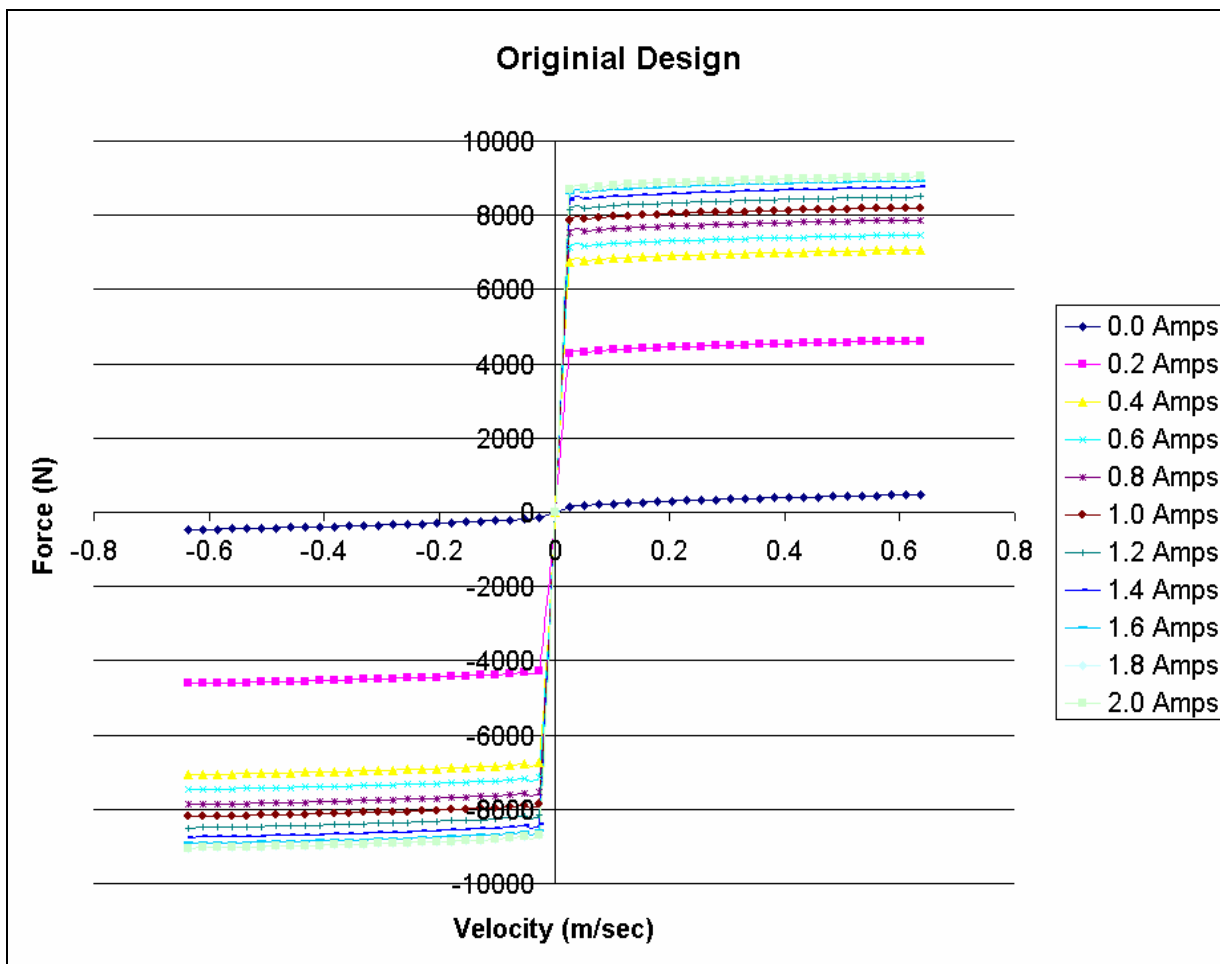 Originial Design
10000
8000
6000
4000
2000
0
-0.8 -0.6 -0.4 -0.2 0 0.2 0.4 0.6 0.8
-2000
-4000
-6000
-8000
-10000
Force (N)
Velocity (m/sec)
0.0 Amps
0.2 Amps
0.4 Amps
0.6 Amps
0.8 Amps
1.0 Amps
1.2 Amps
1.4 Amps
1.6 Amps
1.8 Amps
2.0 Amps